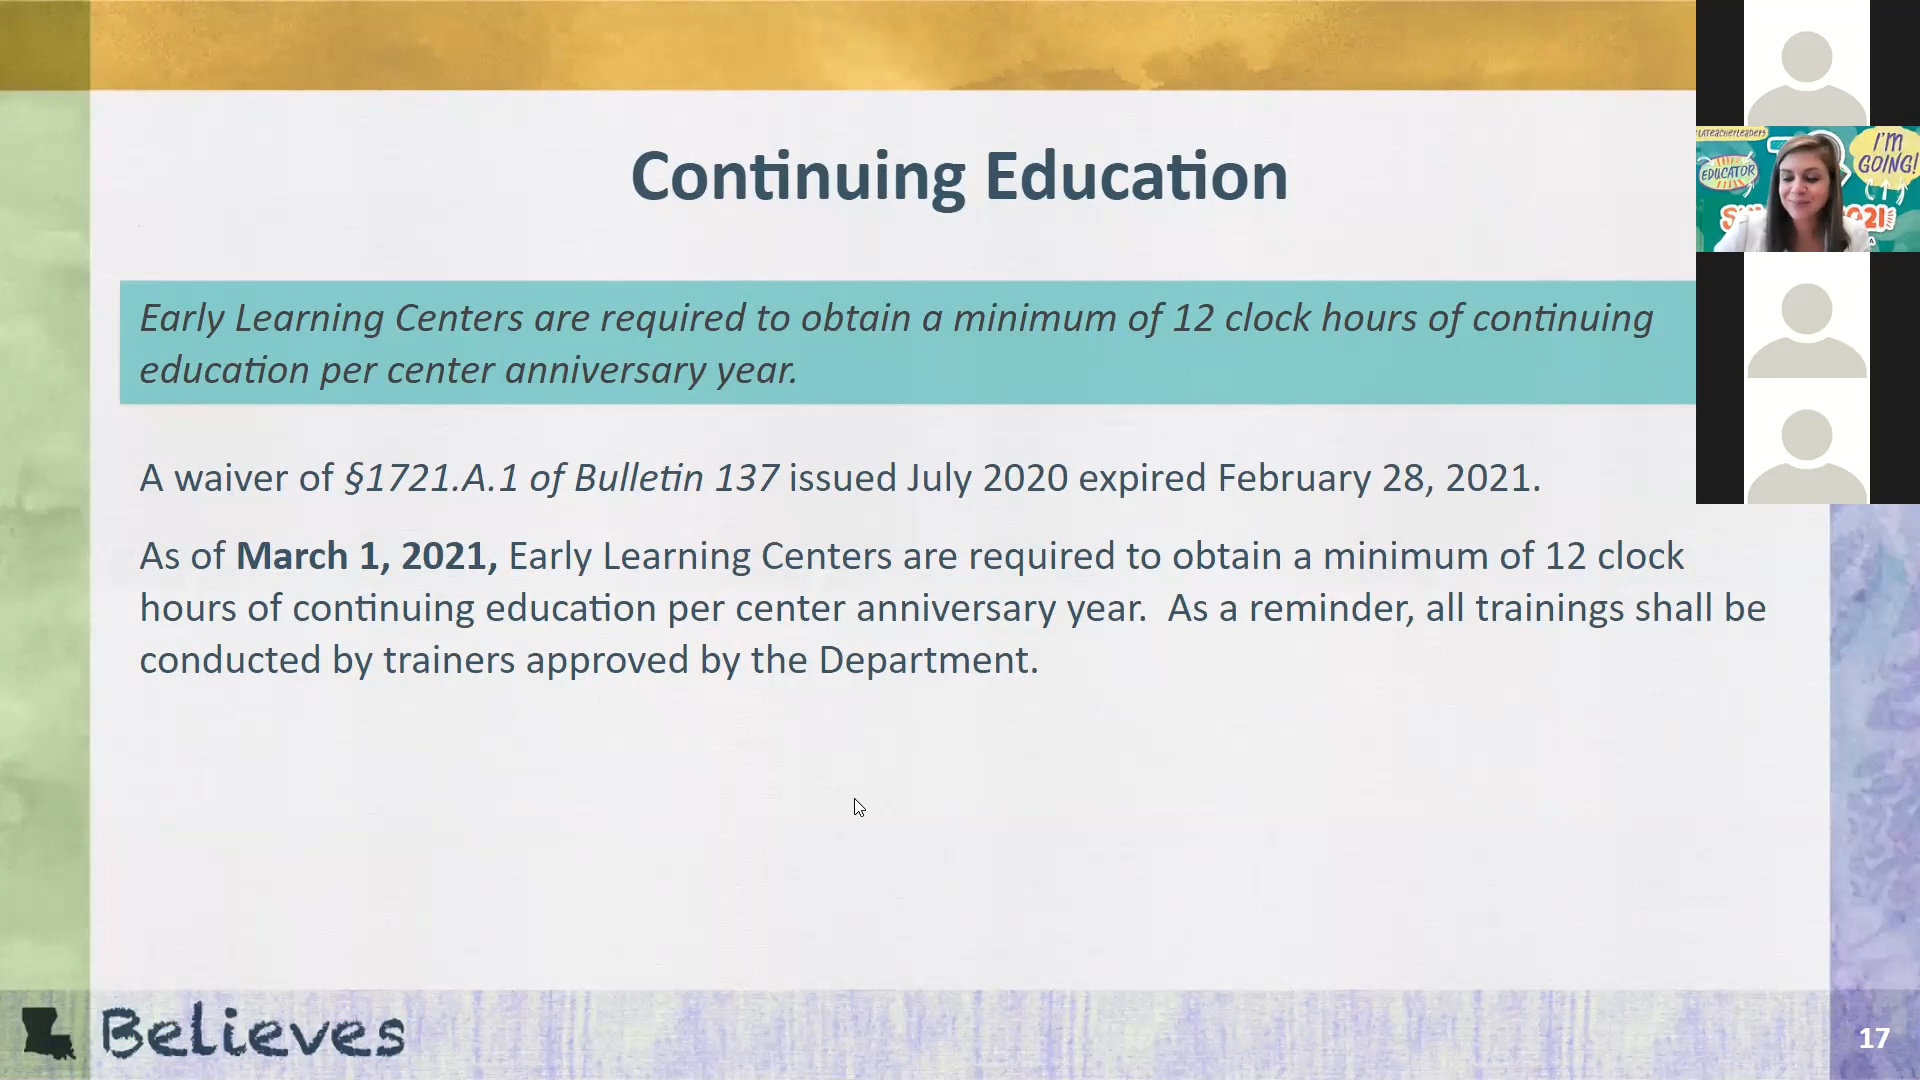 Continuing Education
Early Learning Centers are required to obtain a minimum of 12 clock hours of continuing
education per center anniversary year.
A waiver of §1721.A.1 of Bulletin 137 issued July 2020 expired February 28, 2021.
As of March 1, 2021, Early Learning Centers are required to obtain a minimum of 12 clock
hours of continuing education per center anniversary year.  As a reminder, all trainings shall be
conducted by trainers approved by the Department.
Believes
17
LATEACHERLEADERS
EDUCATOR
I'M
GOING!